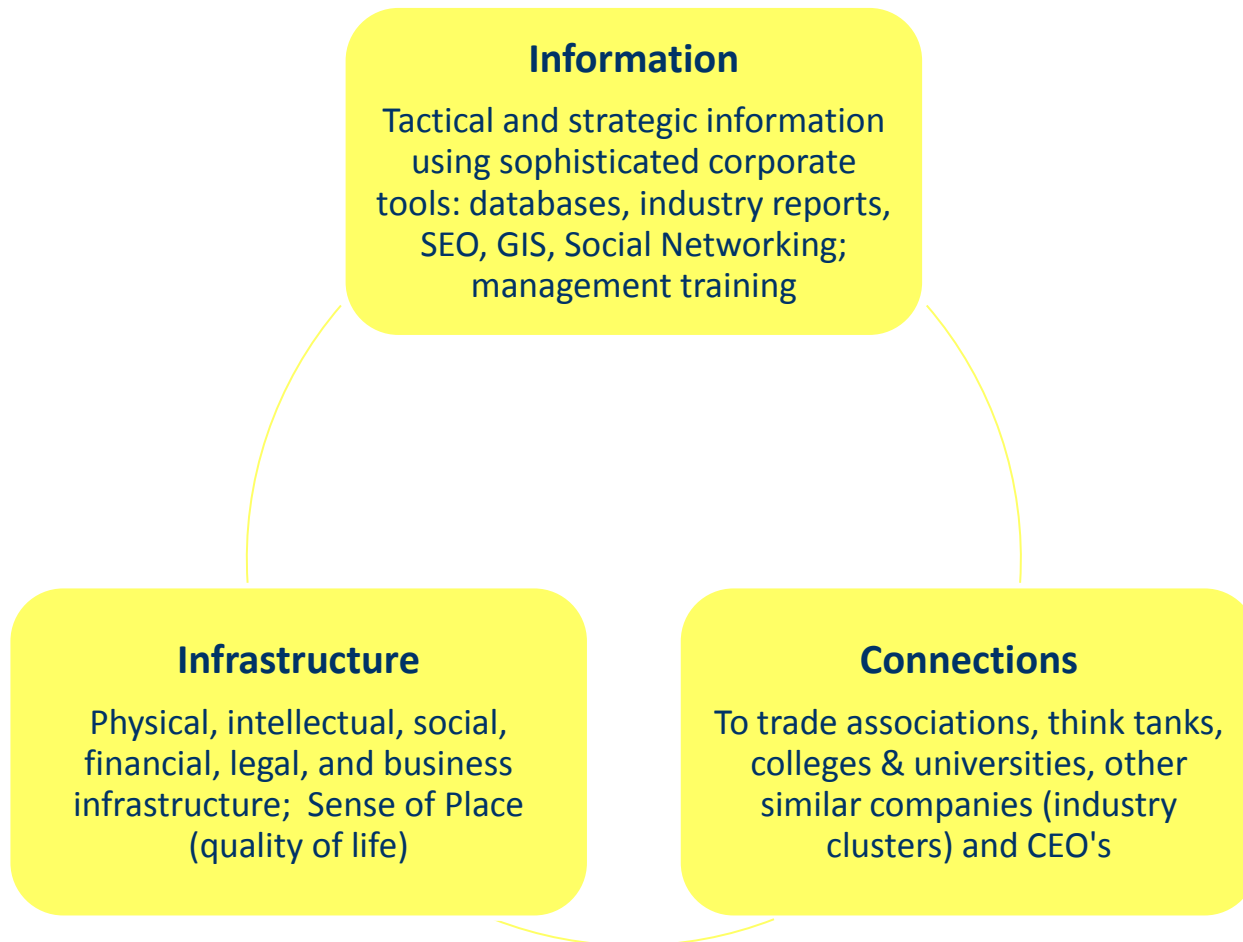 Information
Tactical and strategic information
using sophisticated corporate
tools: databases, industry reports,
SEO, GIS, Social Networking;
management training
Infrastructure
Physical, intellectual, social,
financial, legal, and business
infrastructure;  Sense of Place
(quality of life)
Connections
To trade associations, think tanks,
colleges & universities, other
similar companies (industry
clusters) and CEO's